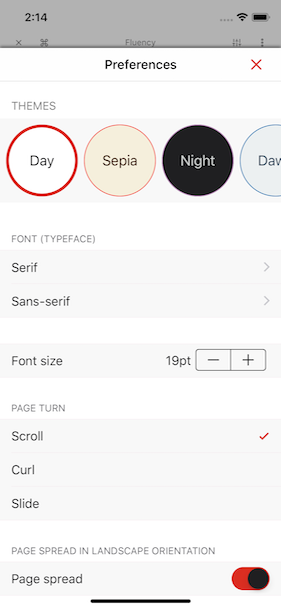 2:14
Fluency
Preferences
THEMES
Day
Sepia
Night
Daw
FONT (TYPEFACE)
Serif
Sans-serif
Font size 19pt
PAGE TURN
Scroll
Curl
Slide
PAGE SPREAD IN LANDSCAPE ORIENTATION
Page spread